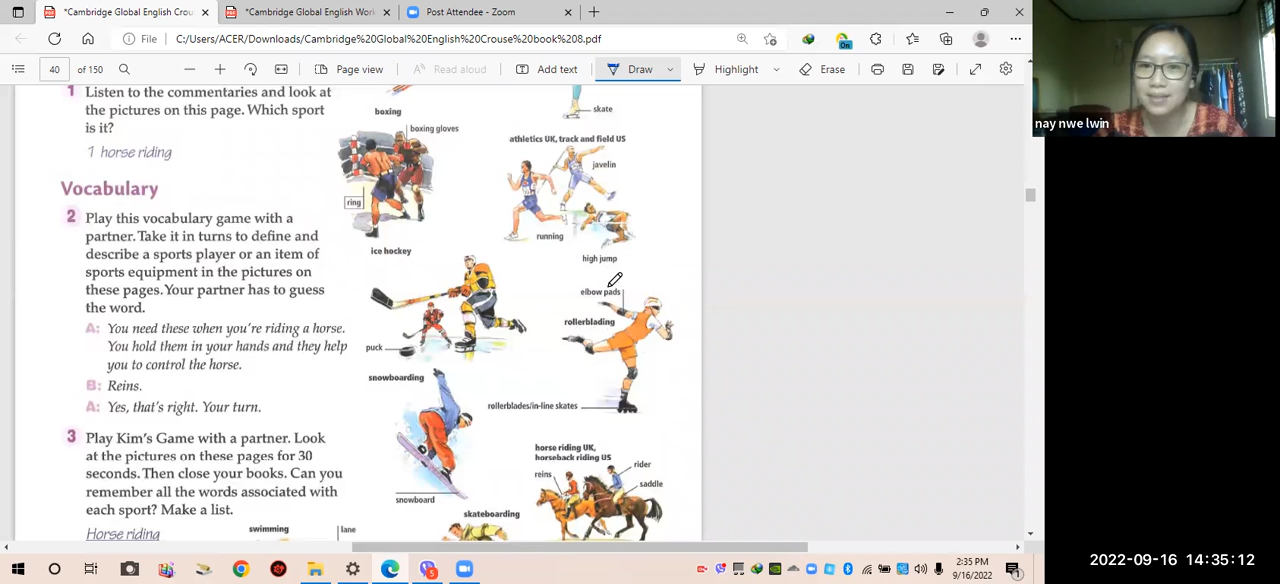 *Cambridge Global English Crou
*Cambridge Global English Work
Post Attendee - Zoom
File
C:/Users/ACER/Downloads/Cambridge%20Global%20English%20Crouse%20book%208.pdf
On
40 of 150
Page view
Read aloud
Add text
Draw
Highlight
Erase
nay nwe lwin
1 Listen to the commentaries and look at
the pictures on this page. Which sport
is it?
1 horse riding
Vocabulary
2 Play this vocabulary game with a
partner. Take it in turns to define and
describe a sports player or an item of
sports equipment in the pictures on
these pages. Your partner has to guess
the word.
A: You need these when you're riding a horse.
You hold them in your hands and they help
you to control the horse.
B: Reins.
A: Yes, that's right. Your turn.
3 Play Kim's Game with a partner. Look
at the pictures on these pages for 30
seconds. Then close your books. Can you
remember all the words associated with
each sport? Make a list.
Horse riding
boxing
boxing gloves
ring
ice hockey
puck
snowboarding
snowboard
skateboarding
swimming
lane
skate
athletics UK, track and field US
javelin
running
high jump
elbow pads
rollerblading
rollerblades/in-line skates
horse riding UK,
horseback riding US
reins
rider
saddle
5
2:35 PM
9/16/2022
1
2022-09-16 14:35:12